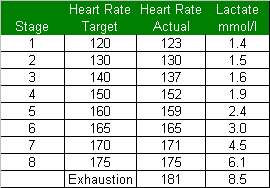 Heart Rate Heart Rate Lactate
Stage Target Actual mmol/l
1 120 123 1.4
2 130 130 1.5
3 140 137 1.6
4 150 152 1.9
5 160 159 2.4
6 165 165 3.0
7 170 171 4.5
8 175 175 6.1
Exhaustion 181 8.5